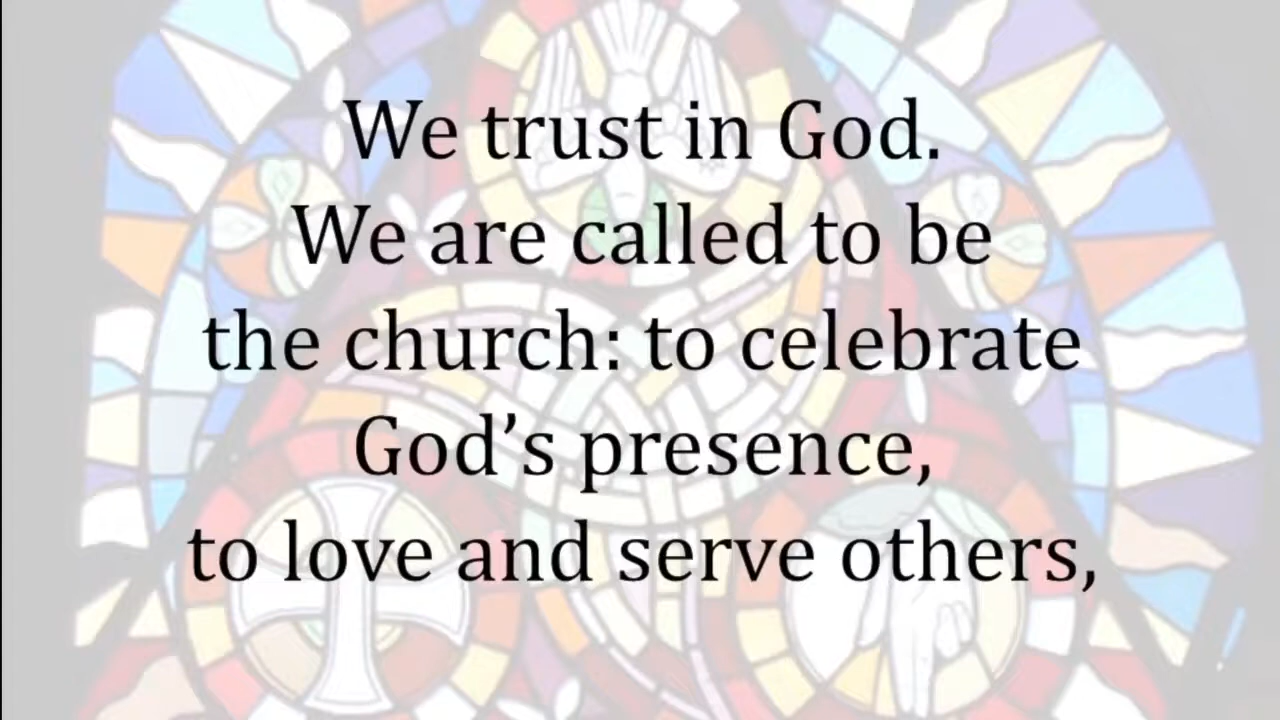 We trust in God.
We are called to be
the church: to celebrate
God’s presence,
to love and serve others,